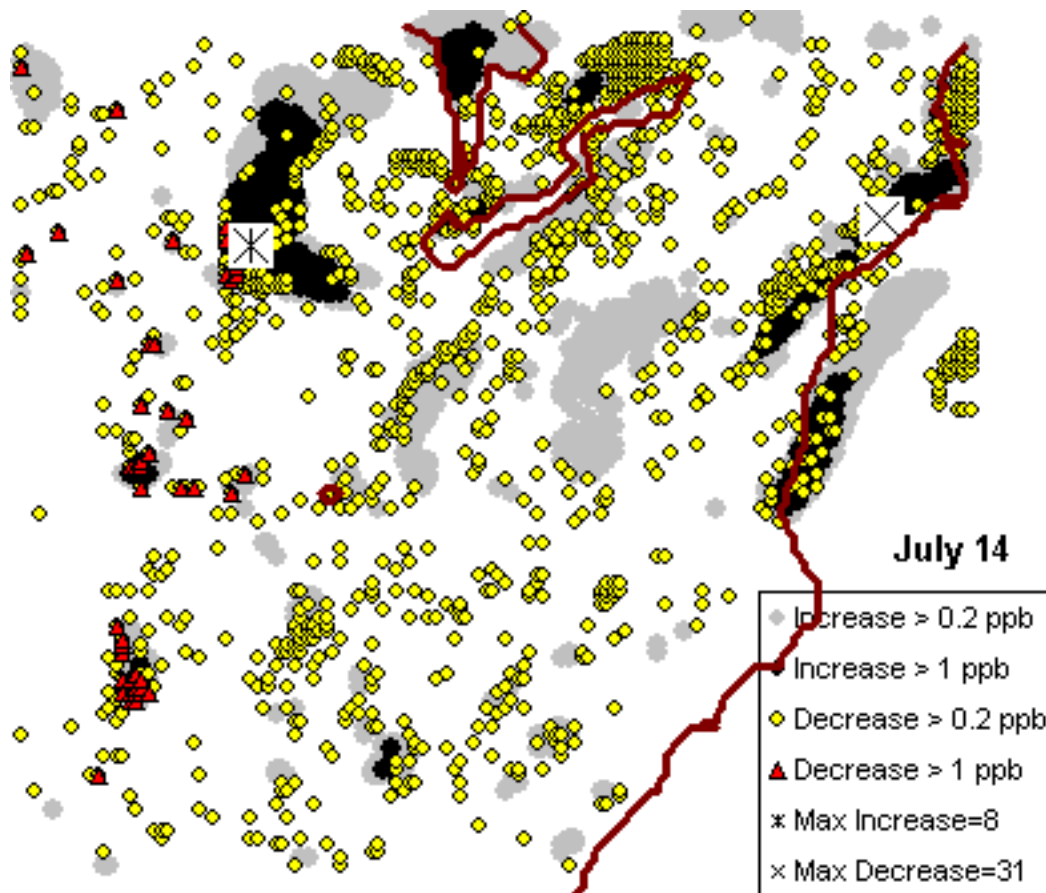 July 14
Increase > 0.2 ppb
Increase > 1 ppb
Decrease > 0.2 ppb
Decrease > 1 ppb
Max Increase=8
Max Decrease=31